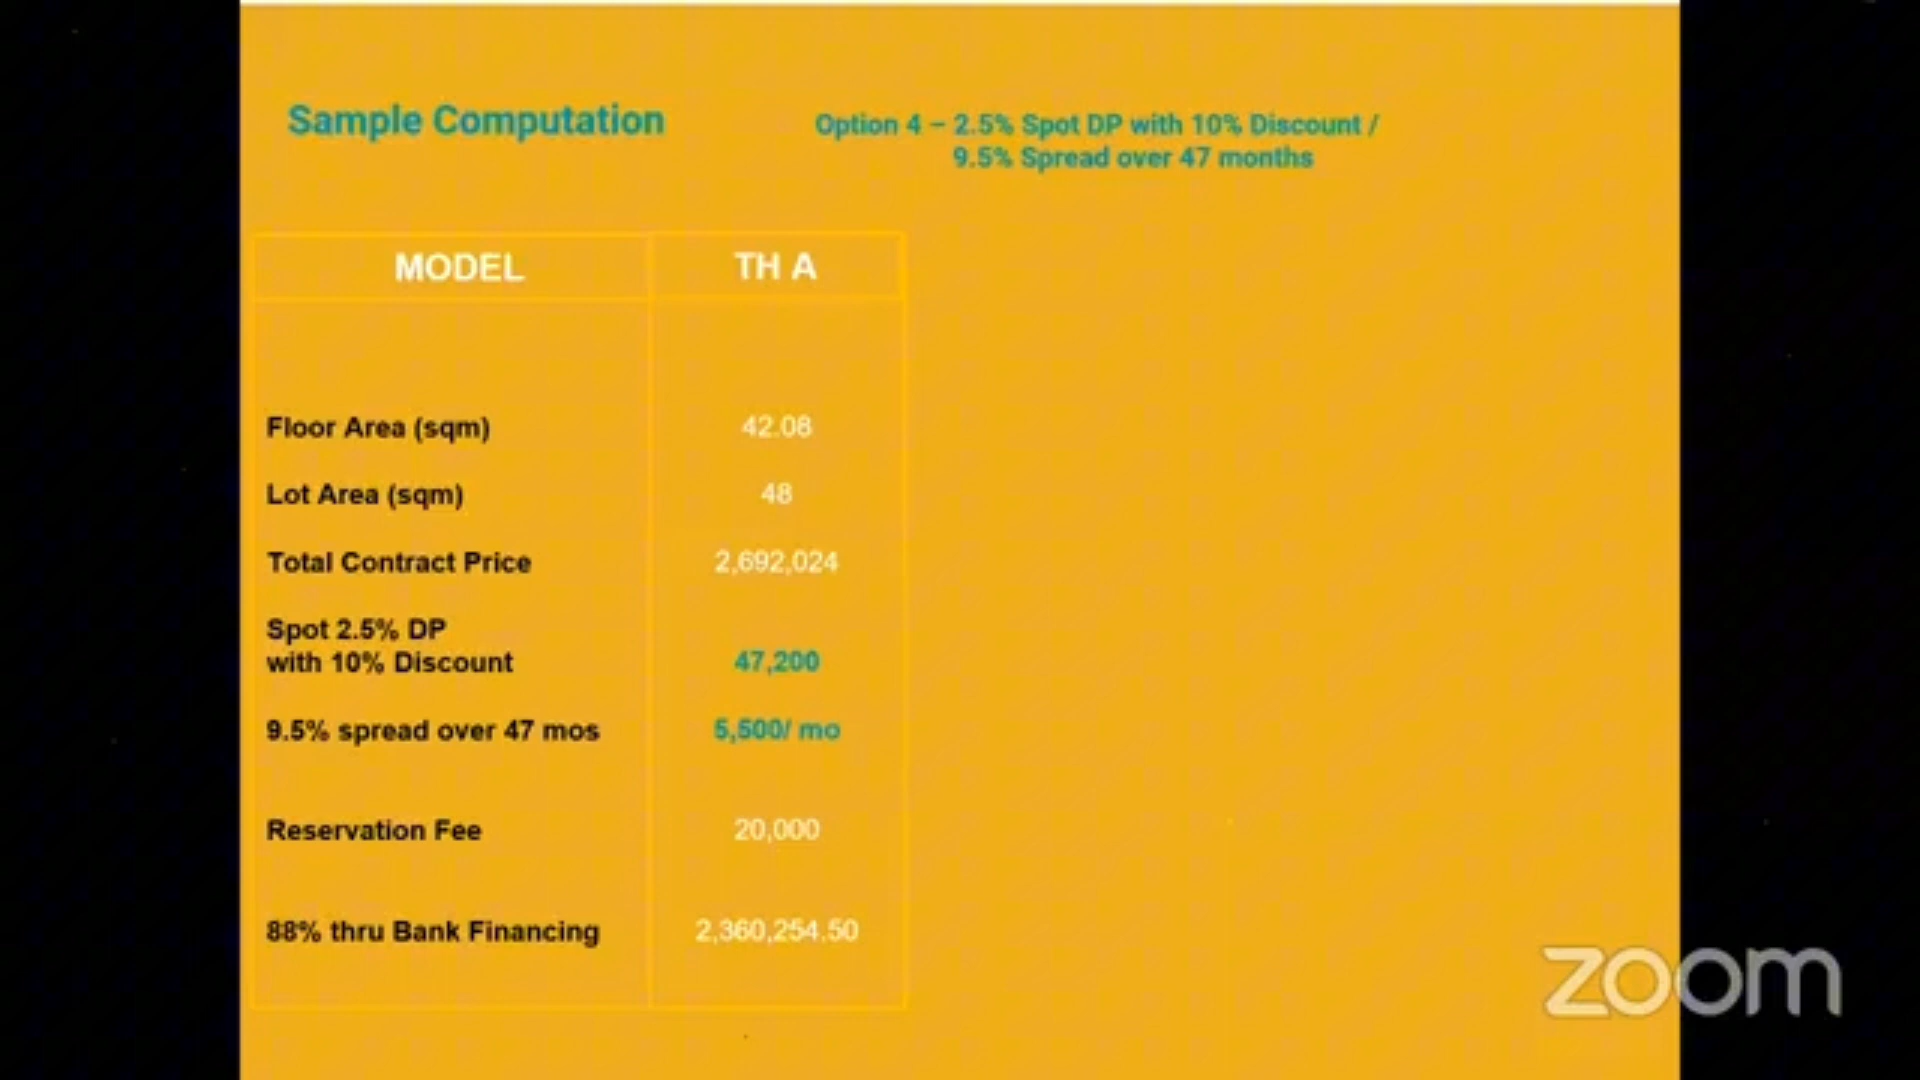 Sample Computation
Option 4 – 2.5% Spot DP with 10% Discount /
9.5% Spread over 47 months
MODEL TH A
Floor Area (sqm) 42.08
Lot Area (sqm) 48
Total Contract Price 2,692,024
Spot 2.5% DP
with 10% Discount 47,200
9.5% spread over 47 mos 5,500/ mo
Reservation Fee 20,000
88% thru Bank Financing 2,360,254.50
zoom